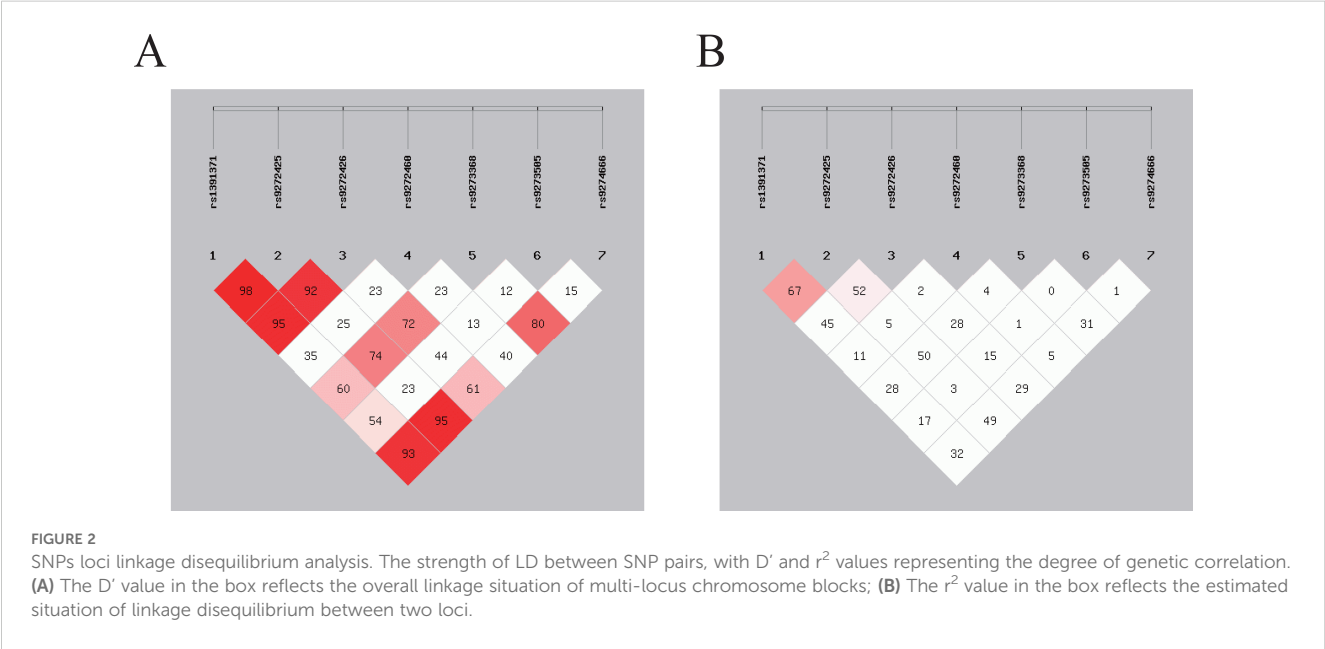 A
B
rs1391371 rs9272425 rs9272426 rs9272460 rs9273368 rs9273505 rs9274666
rs1391371 rs9272425 rs9272426 rs9272460 rs9273368 rs9273505 rs9274666
1 2 3 4 5 6 7
1 2 3 4 5 6 7
98 92 23 23 12 15
95 25 72 13 80
35 74 44 40
60 23 61
54 95
93
67 52 2 4 0 1
45 5 28 1 31
11 50 15 5
28 3 29
17 49
32
FIGURE 2
SNPs loci linkage disequilibrium analysis. The strength of LD between SNP pairs, with D′ and r² values representing the degree of genetic correlation.
(A) The D′ value in the box reflects the overall linkage situation of multi-locus chromosome blocks; (B) The r² value in the box reflects the estimated
situation of linkage disequilibrium between two loci.